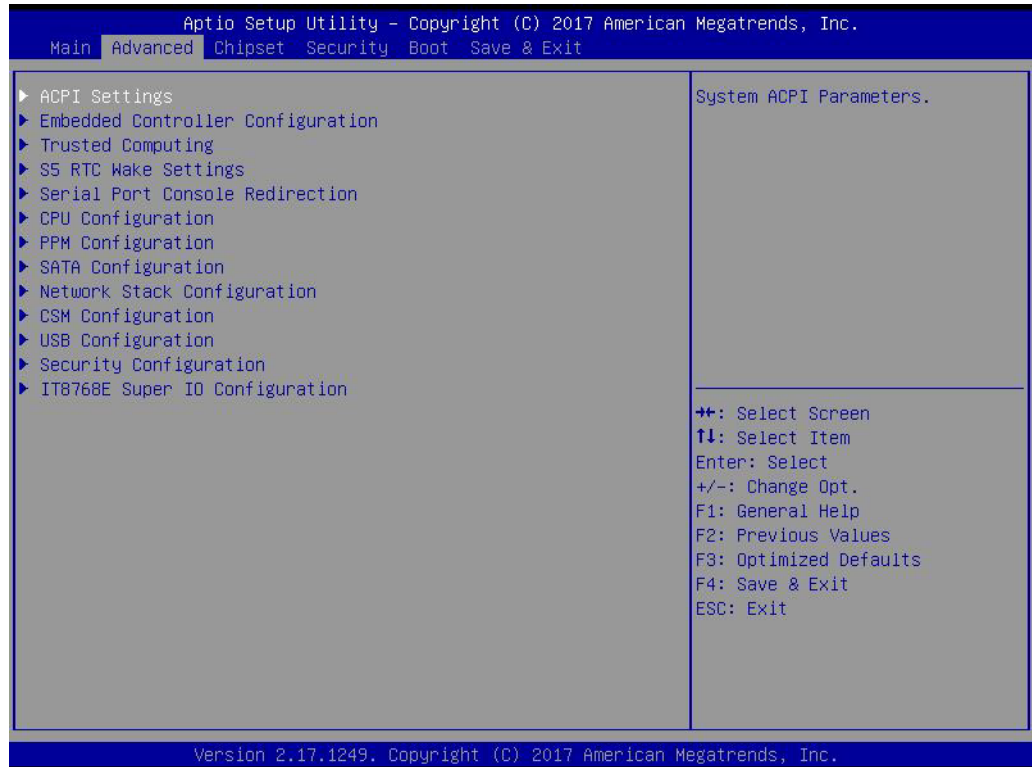 Aptio Setup Utility – Copyright (C) 2017 American Megatrends, Inc.
Main Advanced Chipset Security Boot Save & Exit
▶ ACPI Settings
▶ Embedded Controller Configuration
▶ Trusted Computing
▶ S5 RTC Wake Settings
▶ Serial Port Console Redirection
▶ CPU Configuration
▶ PPM Configuration
▶ SATA Configuration
▶ Network Stack Configuration
▶ CSM Configuration
▶ USB Configuration
▶ Security Configuration
▶ IT8768E Super IO Configuration
System ACPI Parameters.
→←: Select Screen
↑↓: Select Item
Enter: Select
+/-: Change Opt.
F1: General Help
F2: Previous Values
F3: Optimized Defaults
F4: Save & Exit
ESC: Exit
Version 2.17.1249. Copyright (C) 2017 American Megatrends, Inc.